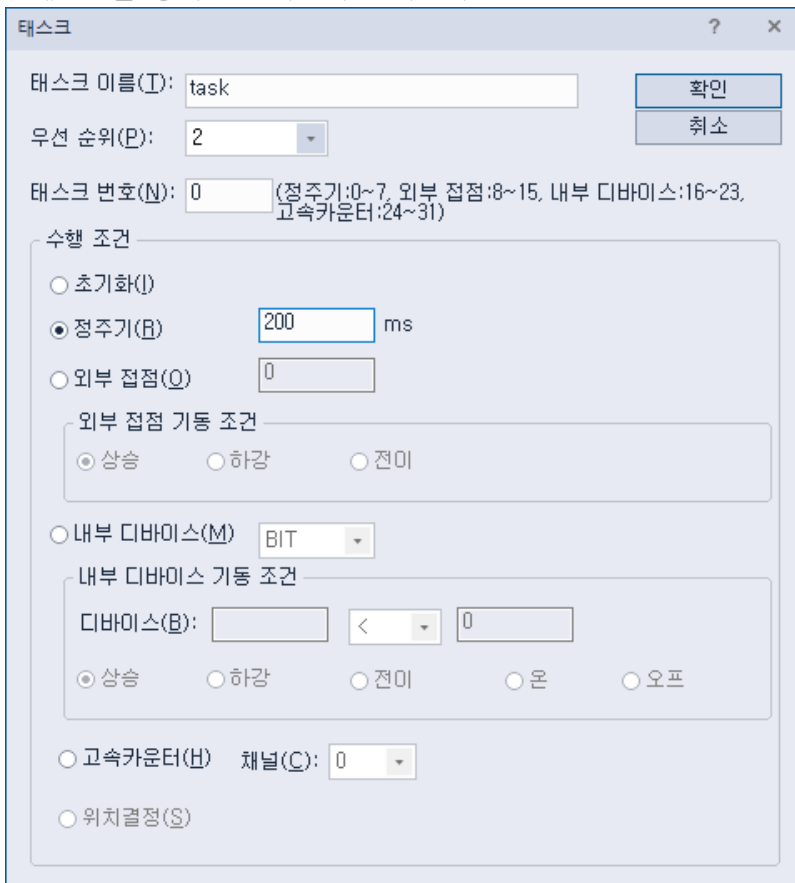 태스크 ? ×
태스크 이름(T): task 확인
우선 순위(P): 2 취소
태스크 번호(N): 0 (정주기:0~7, 외부 접점:8~15, 내부 디바이스:16~23,
고속카운터:24~31)
수행 조건
초기화(I)
정주기(R) 200 ms
외부 접점(O) 0
외부 접점 기동 조건
상승 하강 전이
내부 디바이스(M) BIT
내부 디바이스 기동 조건
디바이스(B): < 0
상승 하강 전이 온 오프
고속카운터(H) 채널(C): 0
위치결정(S)